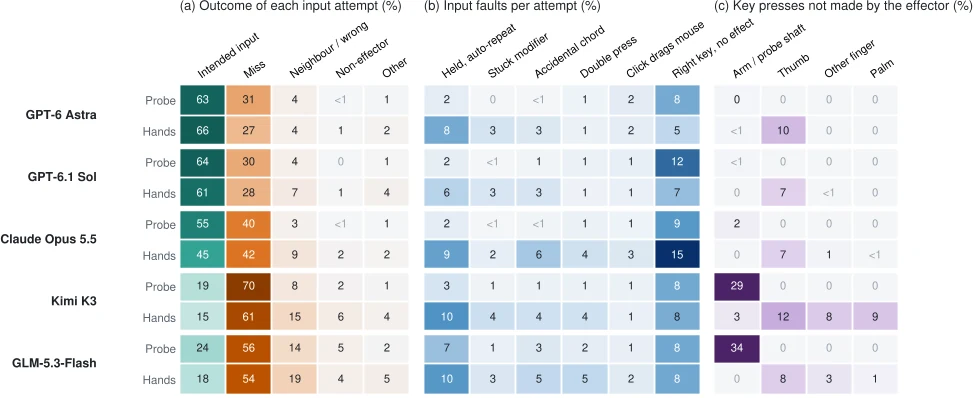 (a) Outcome of each input attempt (%) (b) Input faults per attempt (%) (c) Key presses not made by the effector (%)
Intended input Miss Neighbour / wrong Non-effector Other Held, auto-repeat Stuck modifier Accidental chord Double press Click drags mouse Right key, no effect Arm / probe shaft Thumb Other finger Palm
GPT-6 Astra
Probe 63 31 4 <1 1 2 0 <1 1 2 8 0 0 0 0
Hands 66 27 4 1 2 8 3 3 1 2 5 <1 10 0 0
GPT-6.1 Sol
Probe 64 30 4 0 1 2 <1 1 1 1 12 <1 0 0 0
Hands 61 28 7 1 4 6 3 3 1 1 7 0 7 <1 0
Claude Opus 5.5
Probe 55 40 3 <1 1 2 <1 <1 1 1 9 2 0 0 0
Hands 45 42 9 2 2 9 2 6 4 3 15 0 7 1 <1
Kimi K3
Probe 19 70 8 2 1 3 1 1 1 1 8 29 0 0 0
Hands 15 61 15 6 4 10 4 4 4 1 8 3 12 8 9
GLM-5.3-Flash
Probe 24 56 14 5 2 7 1 3 2 1 8 34 0 0 0
Hands 18 54 19 4 5 10 3 5 5 2 8 0 8 3 1